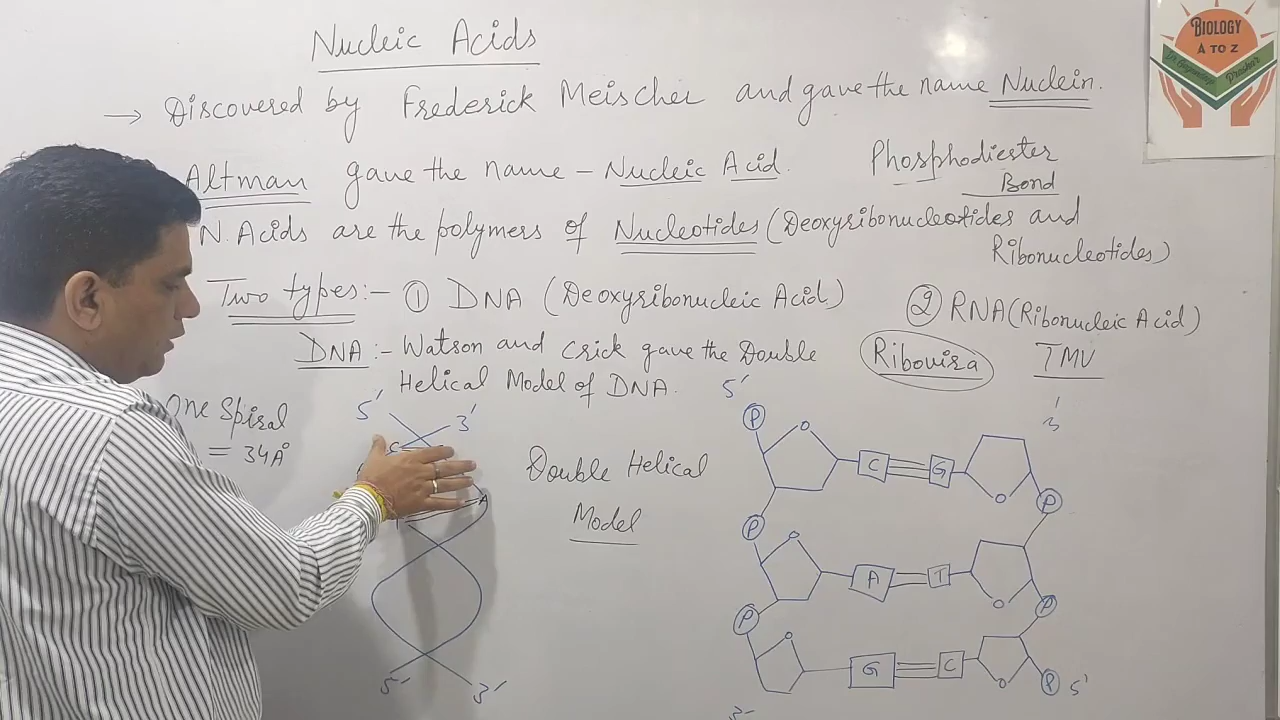 Nucleic Acids
→ Discovered by Frederick Meischer and gave the name Nuclein.
Altman gave the name - Nucleic Acid.
Phosphodiester
Bond
N. Acids are the polymers of Nucleotides (Deoxyribonucleotides and
Ribonucleotides)
Two types:- ① DNA (Deoxyribonucleic Acid)
② RNA (Ribonucleic Acid)
DNA:- Watson and Crick gave the Double
Helical Model of DNA.
Ribovira
TMV
One Spiral
= 34A°
5' 3'
C
A
5' 3'
Double Helical
Model
5' 3'
P C G P
P A T P
P G C P 5'
3'
BIOLOGY
A TO Z